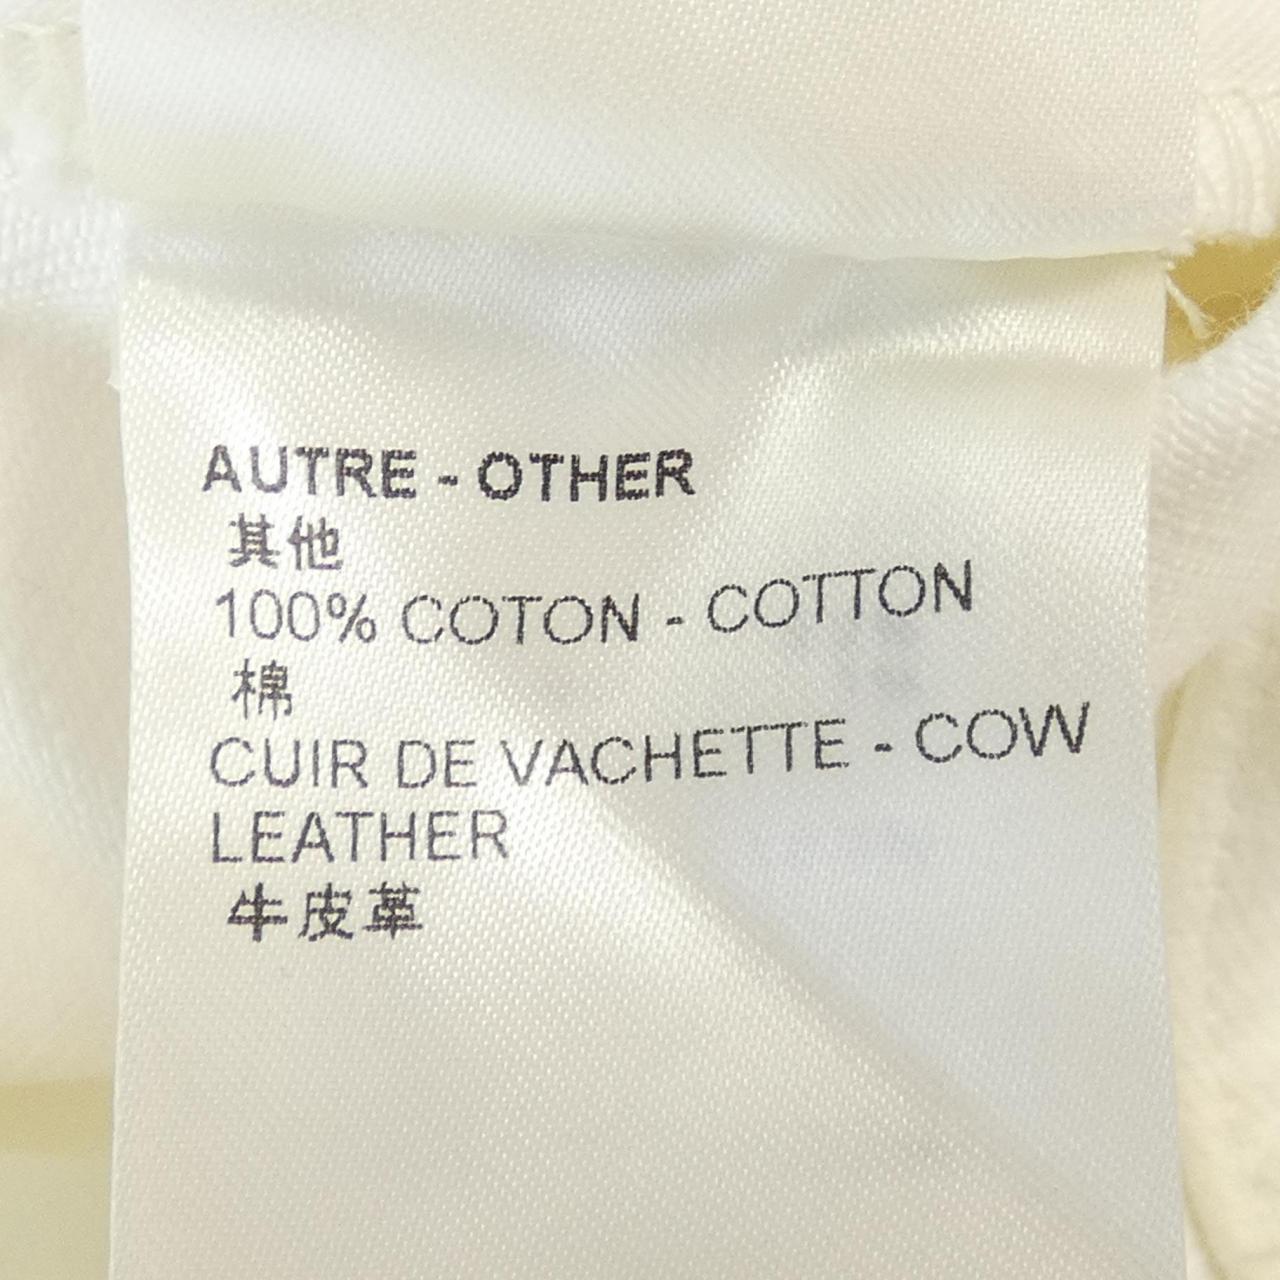 AUTRE - OTHER
其他
100% COTON - COTTON
棉
CUIR DE VACHETTE - COW
LEATHER
牛皮革